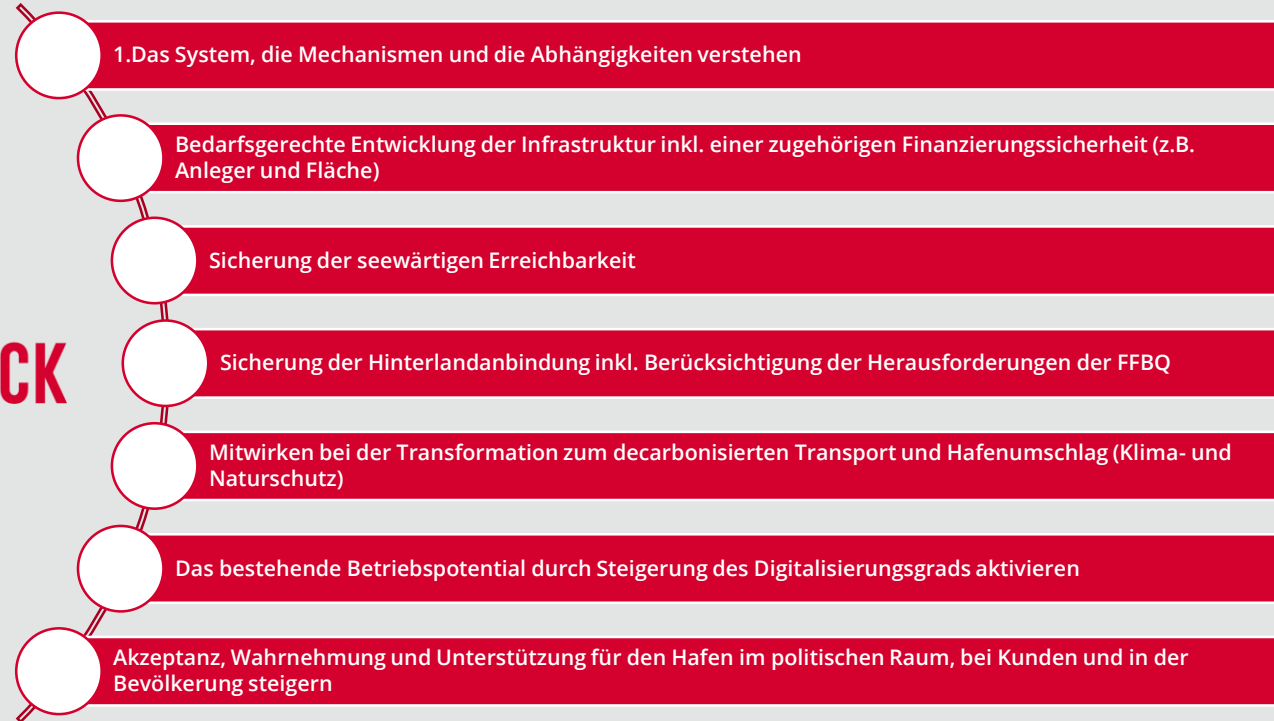 1.Das System, die Mechanismen und die Abhängigkeiten verstehen
Bedarfsgerechte Entwicklung der Infrastruktur inkl. einer zugehörigen Finanzierungssicherheit (z.B.
Anleger und Fläche)
Sicherung der seewärtigen Erreichbarkeit
CK
Sicherung der Hinterlandanbindung inkl. Berücksichtigung der Herausforderungen der FFBQ
Mitwirken bei der Transformation zum decarbonisierten Transport und Hafenumschlag (Klima- und
Naturschutz)
Das bestehende Betriebspotential durch Steigerung des Digitalisierungsgrads aktivieren
Akzeptanz, Wahrnehmung und Unterstützung für den Hafen im politischen Raum, bei Kunden und in der
Bevölkerung steigern